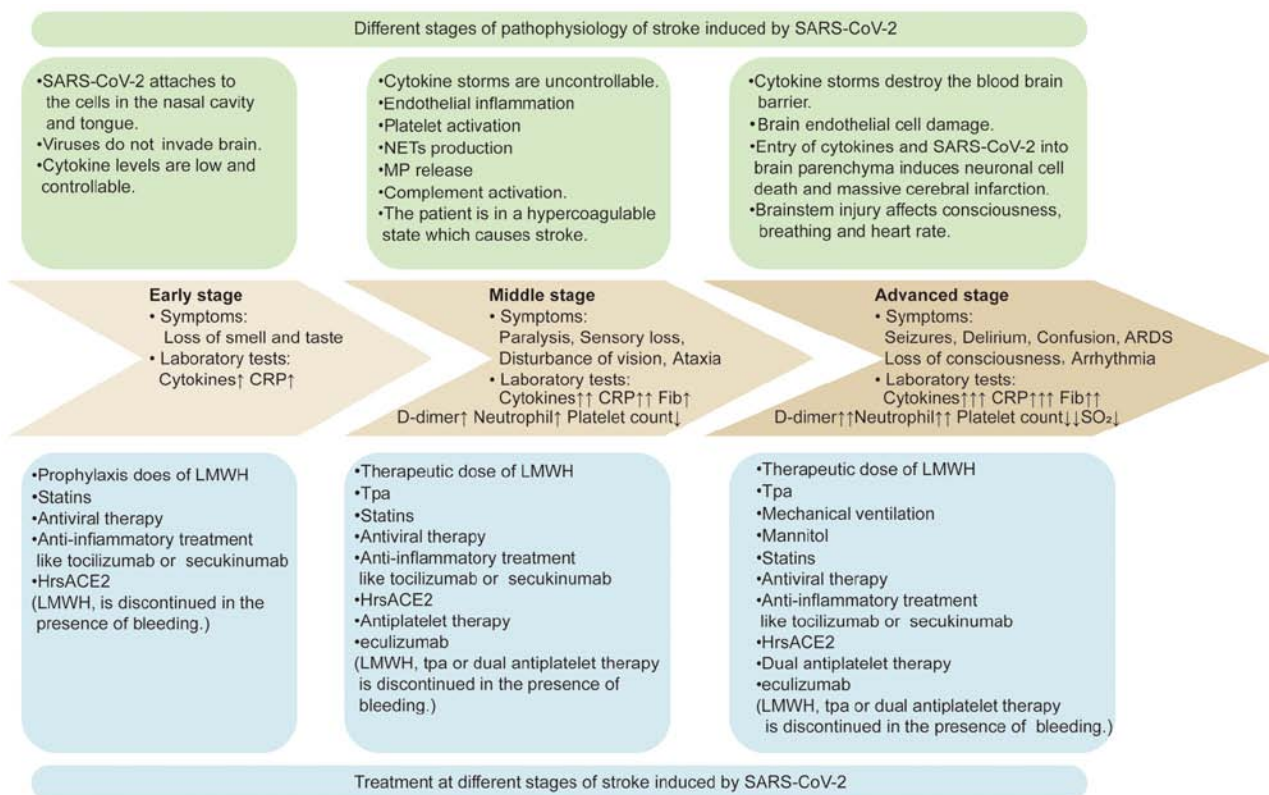 Different stages of pathophysiology of stroke induced by SARS-CoV-2
•SARS-CoV-2 attaches to
the cells in the nasal cavity
and tongue.
•Viruses do not invade brain.
•Cytokine levels are low and
controllable.
•Cytokine storms are uncontrollable.
•Endothelial inflammation
•Platelet activation
•NETs production
•MP release
•Complement activation.
•The patient is in a hypercoagulable
state which causes stroke.
•Cytokine storms destroy the blood brain
barrier.
•Brain endothelial cell damage.
•Entry of cytokines and SARS-CoV-2 into
brain parenchyma induces neuronal cell
death and massive cerebral infarction.
•Brainstem injury affects consciousness,
breathing and heart rate.
Early stage
• Symptoms:
Loss of smell and taste
• Laboratory tests:
Cytokines↑ CRP↑
Middle stage
• Symptoms:
Paralysis, Sensory loss,
Disturbance of vision, Ataxia
• Laboratory tests:
Cytokines↑↑ CRP↑↑ Fib↑
D-dimer↑ Neutrophil↑ Platelet count↓
Advanced stage
• Symptoms:
Seizures, Delirium, Confusion, ARDS
Loss of consciousness, Arrhythmia
• Laboratory tests:
Cytokines↑↑↑ CRP↑↑↑ Fib↑↑
D-dimer↑↑Neutrophil↑↑ Platelet count↓↓SO₂↓
•Prophylaxis does of LMWH
•Statins
•Antiviral therapy
•Anti-infiammatory treatment
like tocilizumab or secukinumab
•HrsACE2
(LMWH, is discontinued in the
presence of bleeding.)
•Therapeutic dose of LMWH
•Tpa
•Statins
•Antiviral therapy
•Anti-inflammatory treatment
like tocilizumab or secukinumab
•HrsACE2
•Antiplatelet therapy
•eculizumab
(LMWH, tpa or dual antiplatelet therapy
is discontinued in the presence of
bleeding.)
•Therapeutic dose of LMWH
•Tpa
•Mechanical ventilation
•Mannitol
•Statins
•Antiviral therapy
•Anti-inflammatory treatment
like tocilizumab or secukinumab
•HrsACE2
•Dual antiplatelet therapy
•eculizumab
(LMWH, tpa or dual antiplatelet therapy
is discontinued in the presence of bleeding.)
Treatment at different stages of stroke induced by SARS-CoV-2